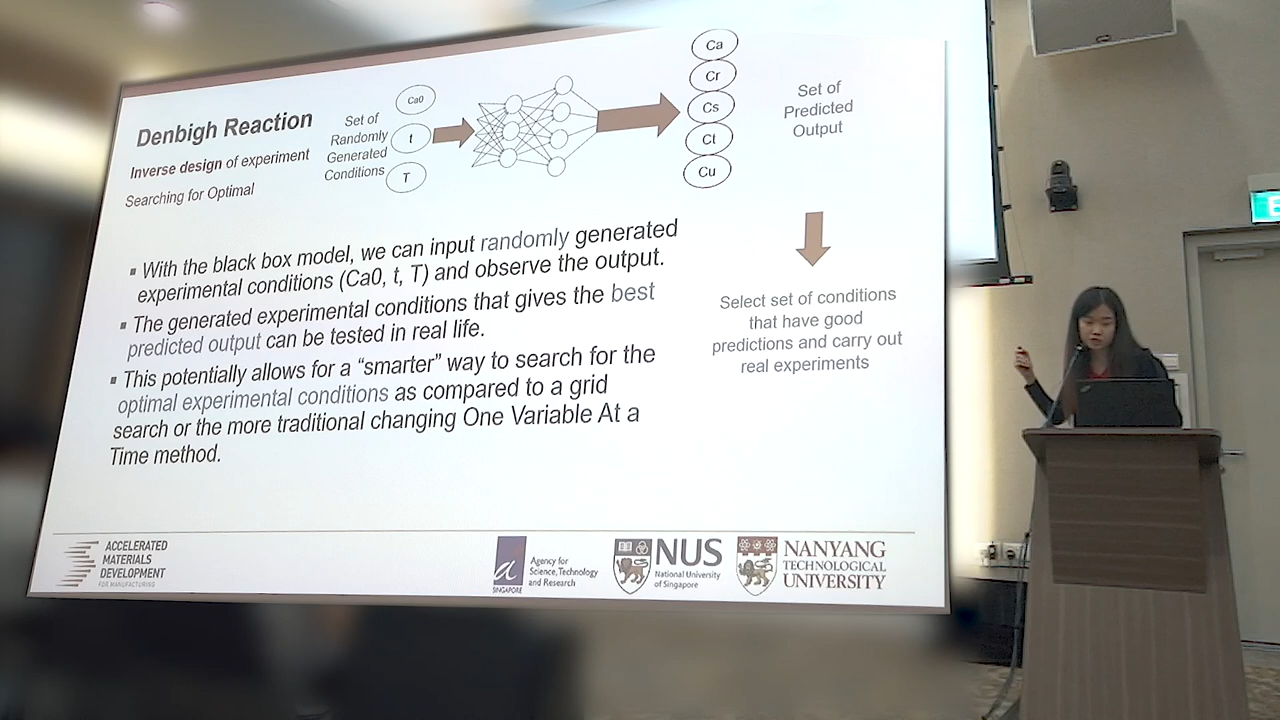 Denbigh Reaction
Inverse design of experiment
Searching for Optimal
Set of
Randomly
Generated
Conditions
Ca0
t
T
Ca
Cr
Cs
Ct
Cu
Set of
Predicted
Output
▪ With the black box model, we can input randomly generated
experimental conditions (Ca0, t, T) and observe the output.
▪ The generated experimental conditions that gives the best
predicted output can be tested in real life.
▪ This potentially allows for a “smarter” way to search for the
optimal experimental conditions as compared to a grid
search or the more traditional changing One Variable At a
Time method.
Select set of conditions
that have good
predictions and carry out
real experiments
ACCELERATED
MATERIALS
DEVELOPMENT
FOR MANUFACTURING
a
SINGAPORE
Agency for
Science, Technology
and Research
NUS
National University
of Singapore
NANYANG
TECHNOLOGICAL
UNIVERSITY
E